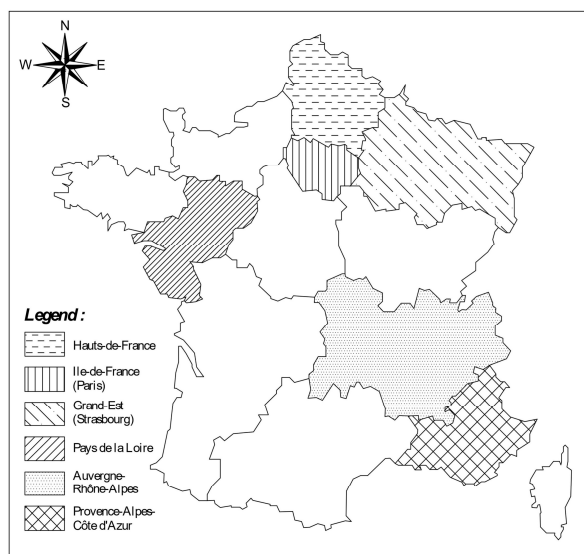 N
W E
S
Legend :
Hauts-de-France
Ile-de-France
(Paris)
Grand-Est
(Strasbourg)
Pays de la Loire
Auvergne-
Rhône-Alpes
Provence-Alpes-
Côte d'Azur